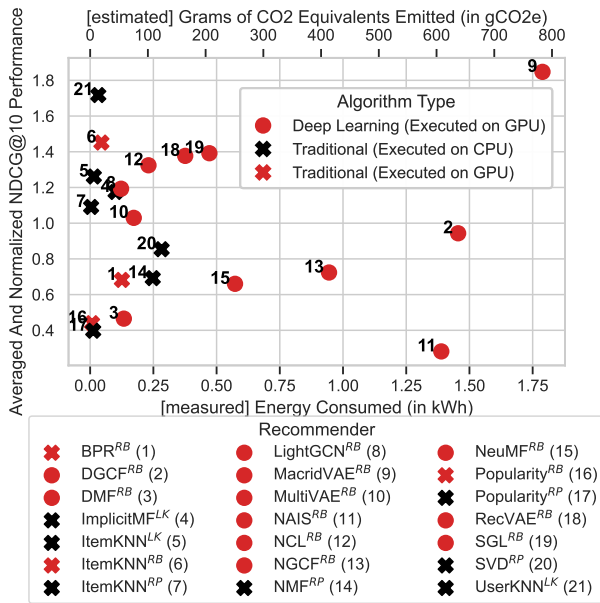 [estimated] Grams of CO2 Equivalents Emitted (in gCO2e)
0 100 200 300 400 500 600 700 800
Averaged And Normalized NDCG@10 Performance
1.8
1.6
1.4
1.2
1.0
0.8
0.6
0.4
Algorithm Type
Deep Learning (Executed on GPU)
Traditional (Executed on CPU)
Traditional (Executed on GPU)
9
21
6
12
18
19
5
4
8
7
10
2
20
1
14
15
13
16
17
3
11
0.00 0.25 0.50 0.75 1.00 1.25 1.50 1.75
[measured] Energy Consumed (in kWh)
Recommender
BPR^RB (1) LightGCN^RB (8) NeuMF^RB (15)
DGCF^RB (2) MacridVAE^RB (9) Popularity^RB (16)
DMF^RB (3) MultiVAE^RB (10) Popularity^RP (17)
ImplicitMF^LK (4) NAIS^RB (11) RecVAE^RB (18)
ItemKNN^LK (5) NCL^RB (12) SGL^RB (19)
ItemKNN^RB (6) NGCF^RB (13) SVD^RP (20)
ItemKNN^RP (7) NMF^RP (14) UserKNN^LK (21)